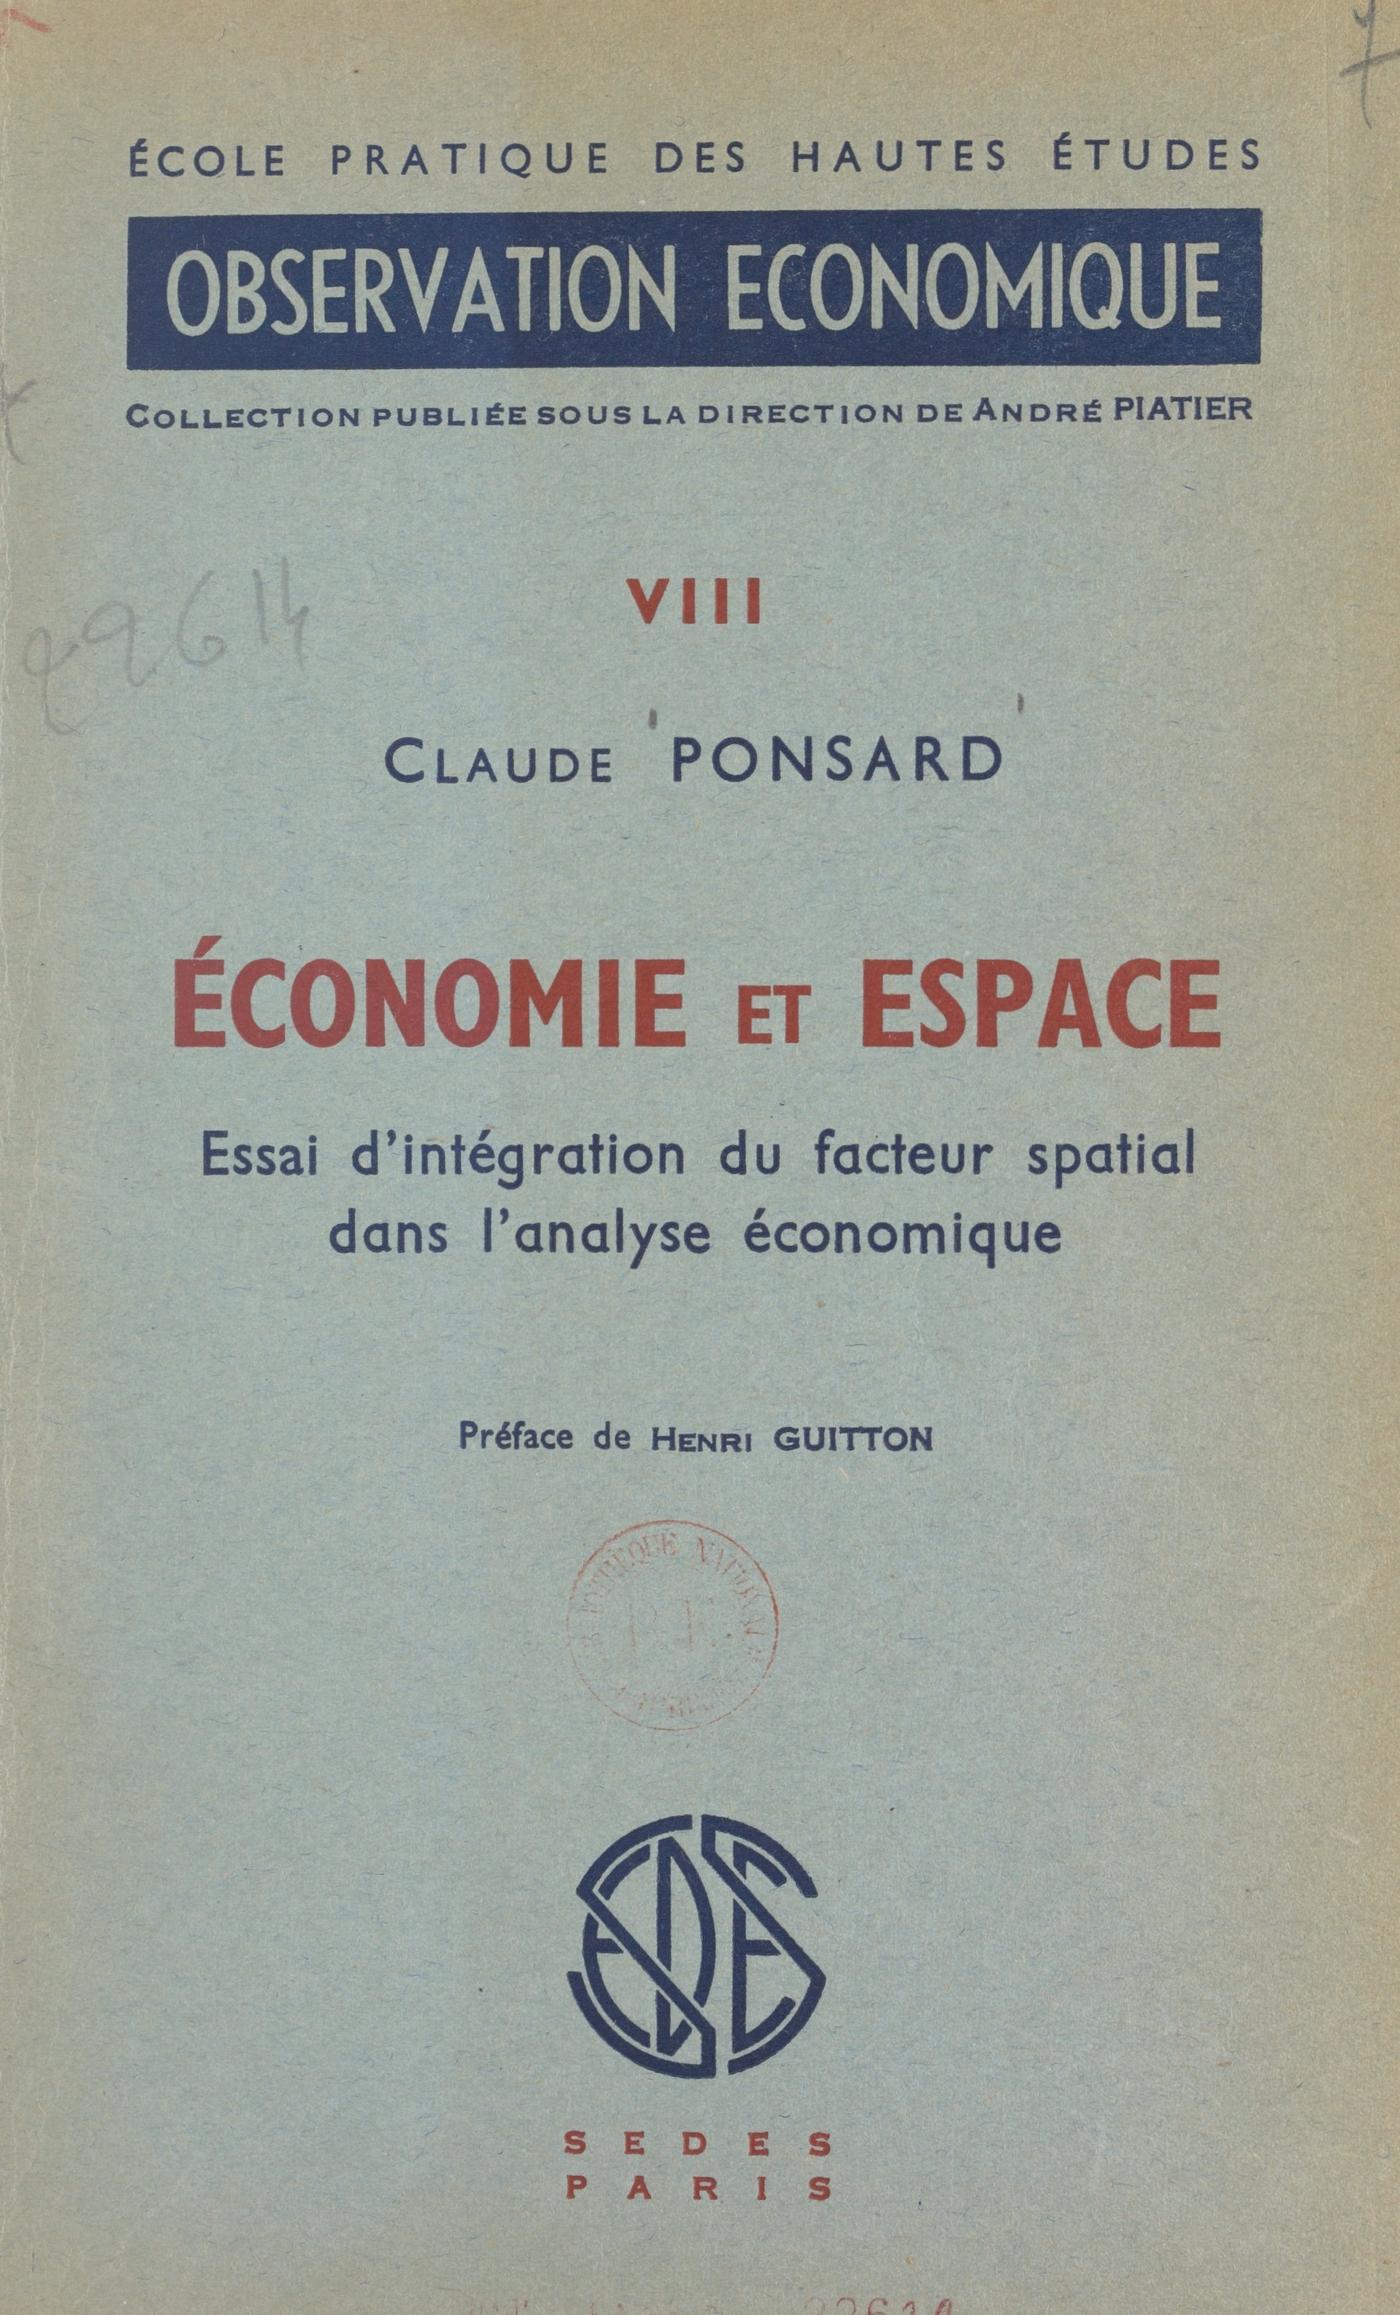 7
ÉCOLE PRATIQUE DES HAUTES ÉTUDES
OBSERVATION ECONOMIQUE
COLLECTION PUBLIÉE SOUS LA DIRECTION DE ANDRÉ PIATIER
VIII
CLAUDE PONSARD
ÉCONOMIE ET ESPACE
Essai d'intégration du facteur spatial
dans l'analyse économique
Préface de HENRI GUITTON
SEDES
PARIS